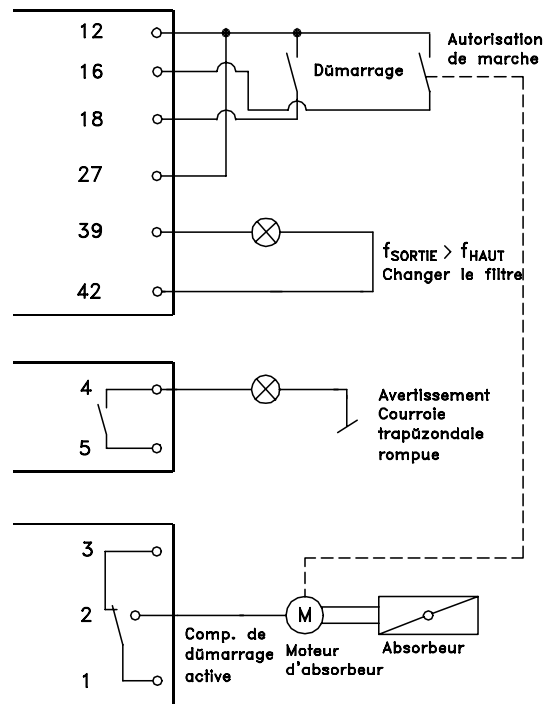 12
16
18
27
39
42
Dümarrage
Autorisation
de marche
fSORTIE > fHAUT
Changer le filtre
4
5
Avertissement
Courroie
trapüzondale
rompue
3
2
1
Comp. de
dümarrage
active
M
Moteur
d'absorbeur
Absorbeur